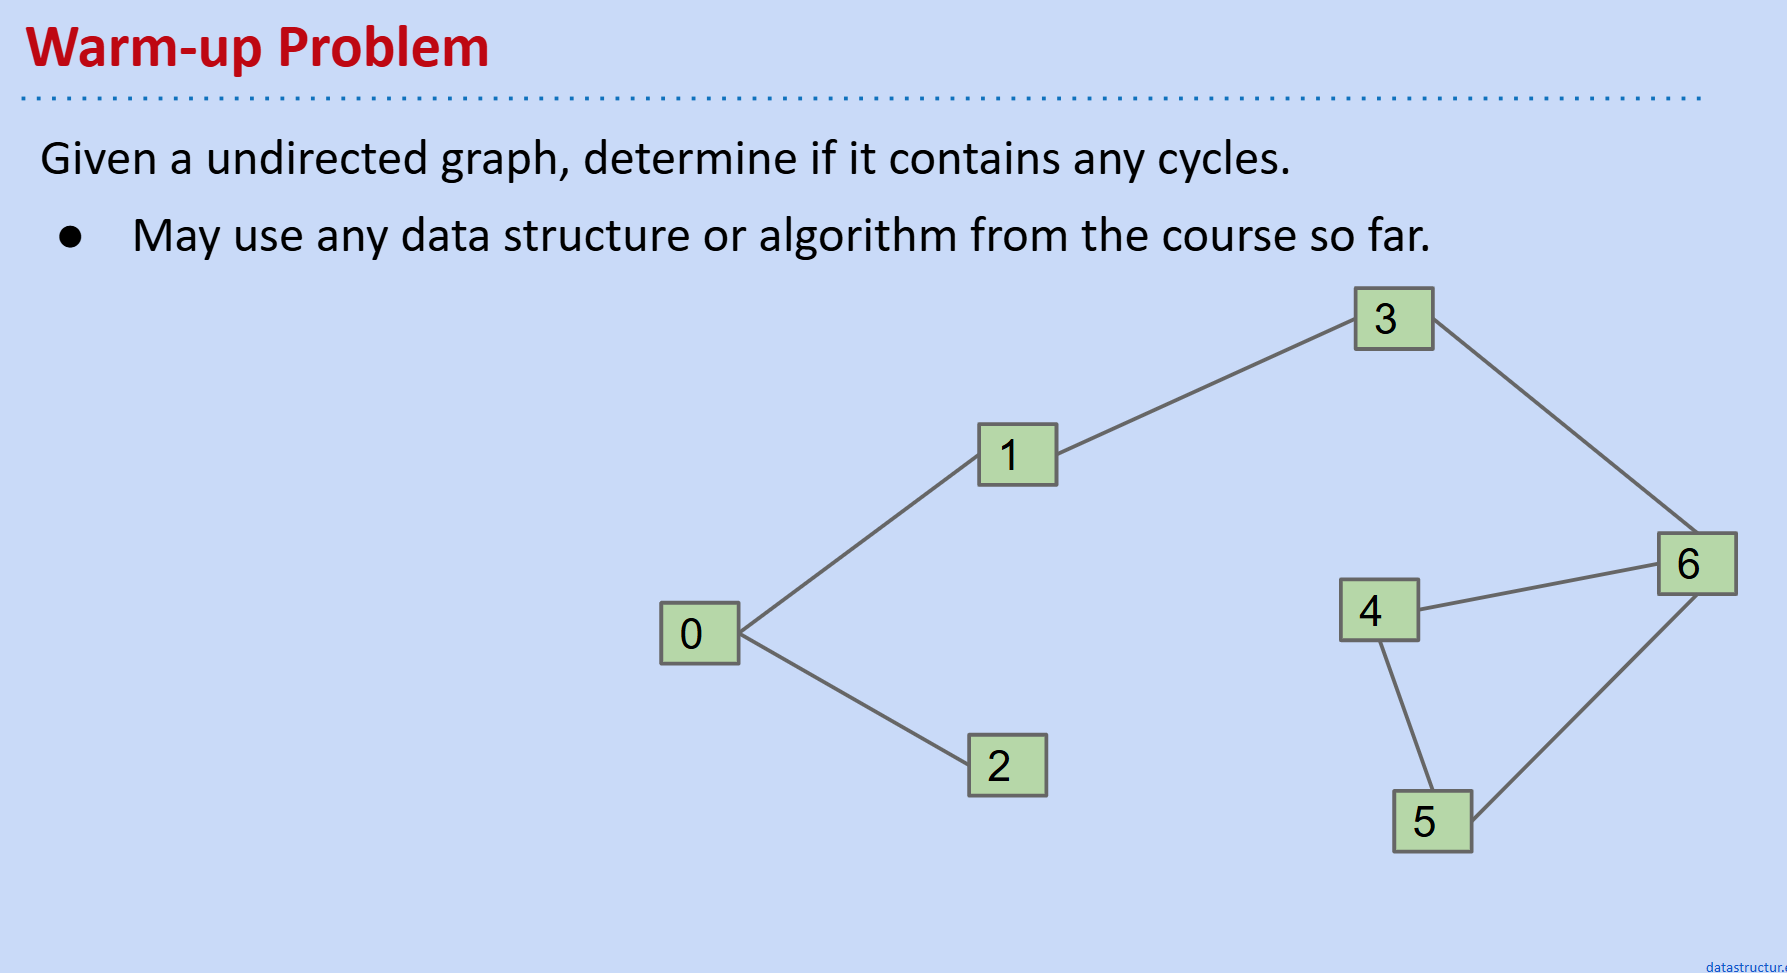 Warm-up Problem
Given a undirected graph, determine if it contains any cycles.
● May use any data structure or algorithm from the course so far.
3
1
6
4
0
2
5
datastructur.e